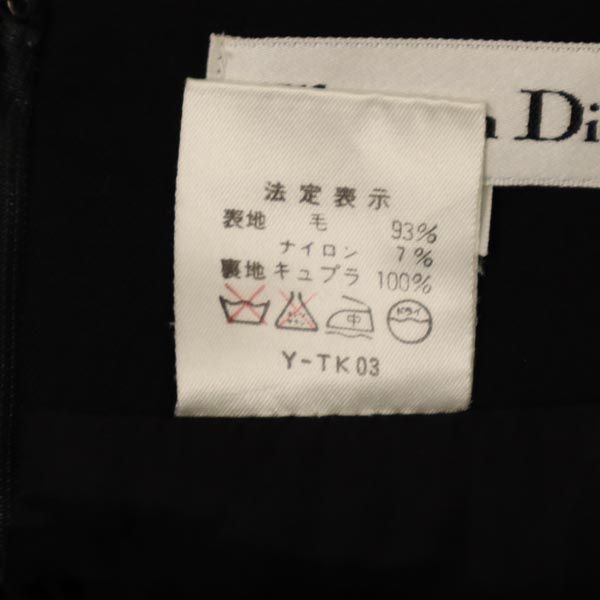 Di
法定表示
表地 毛 93%
ナイロン 7%
裏地 キュプラ 100%
中 ドライ
Y-TK03